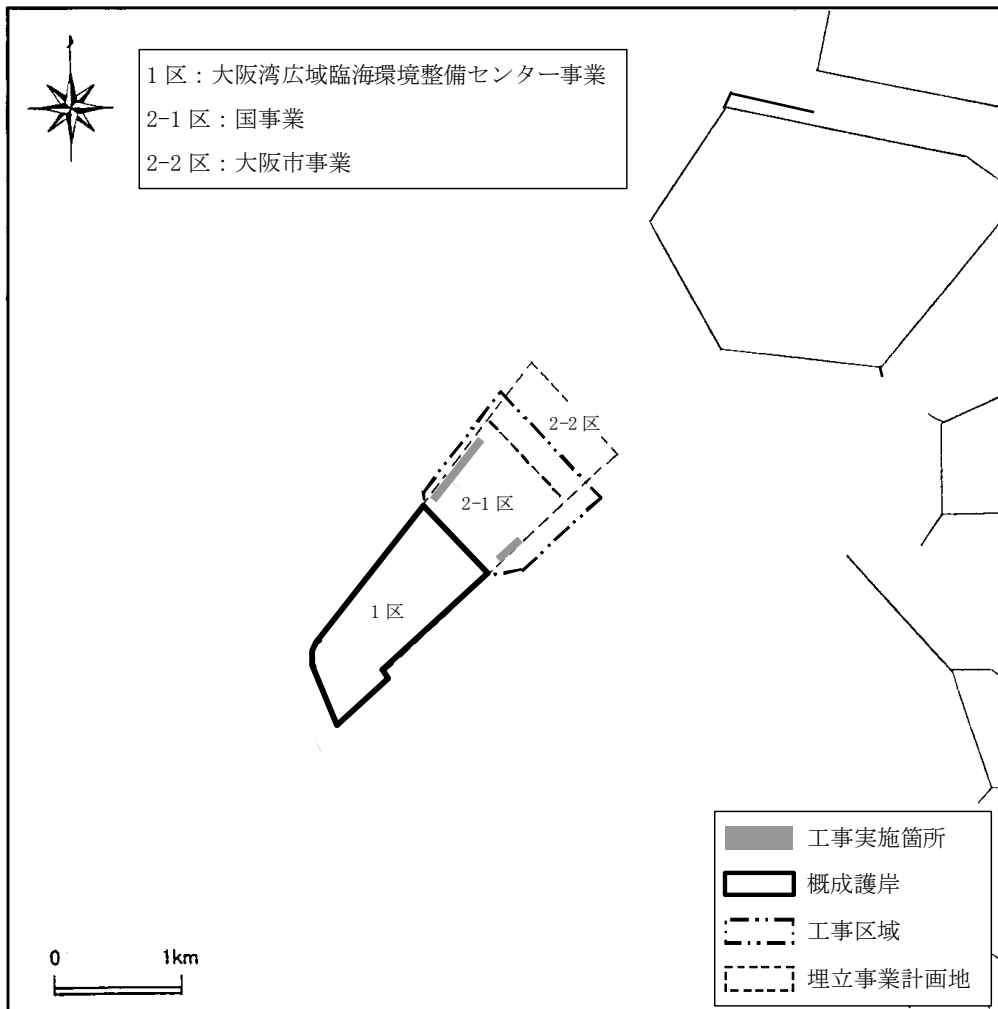 1区：大阪湾広域臨海環境整備センター事業
2-1区：国事業
2-2区：大阪市事業
2-2区
2-1区
1区
工事実施箇所
概成護岸
工事区域
埋立事業計画地
0 1km